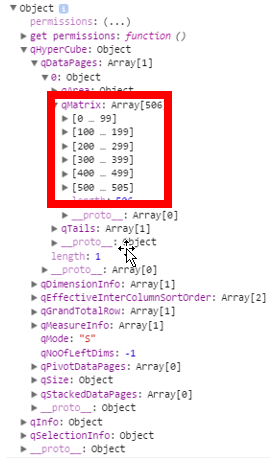 Object i
permissions: (...)
get permissions: function ()
qHyperCube: Object
qDataPages: Array[1]
0: Object
qArea: Object
qMatrix: Array[506
[0 … 99]
[100 … 199]
[200 … 299]
[300 … 399]
[400 … 499]
[500 … 505]
length: 506
__proto__: Array[0]
qTails: Array[1]
__proto__: Object
length: 1
__proto__: Array[0]
qDimensionInfo: Array[1]
qEffectiveInterColumnSortOrder: Array[2]
qGrandTotalRow: Array[1]
qMeasureInfo: Array[1]
qMode: "S"
qNoOfLeftDims: -1
qPivotDataPages: Array[0]
qSize: Object
qStackedDataPages: Array[0]
__proto__: Object
qInfo: Object
qSelectionInfo: Object
__proto__: Object